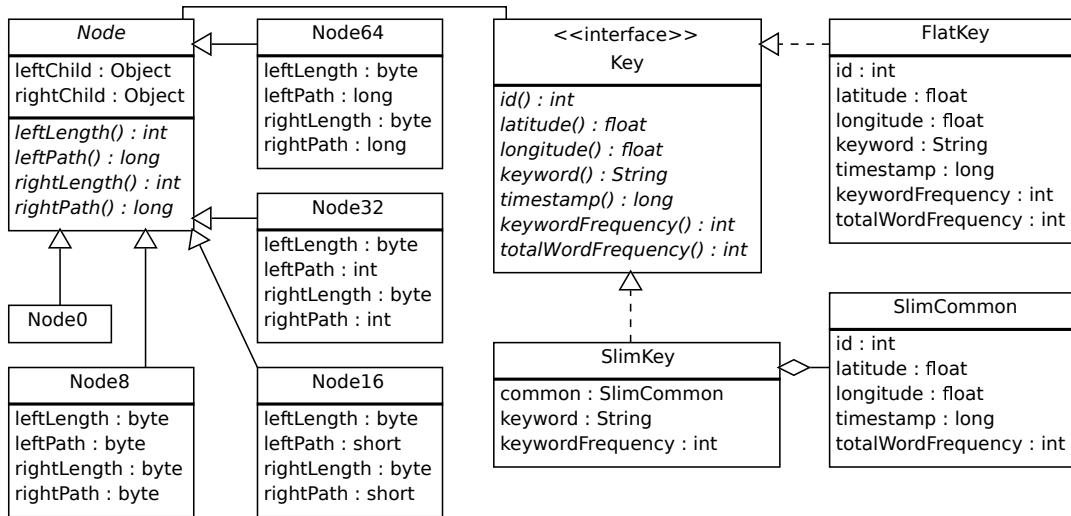 Node
leftChild : Object
rightChild : Object
leftLength() : int
leftPath() : long
rightLength() : int
rightPath() : long
Node64
leftLength : byte
leftPath : long
rightLength : byte
rightPath : long
Node32
leftLength : byte
leftPath : int
rightLength : byte
rightPath : int
Node0
Node8
leftLength : byte
leftPath : byte
rightLength : byte
rightPath : byte
Node16
leftLength : byte
leftPath : short
rightLength : byte
rightPath : short
<<interface>>
Key
id() : int
latitude() : float
longitude() : float
keyword() : String
timestamp() : long
keywordFrequency() : int
totalWordFrequency() : int
FlatKey
id : int
latitude : float
longitude : float
keyword : String
timestamp : long
keywordFrequency : int
totalWordFrequency : int
SlimKey
common : SlimCommon
keyword : String
keywordFrequency : int
SlimCommon
id : int
latitude : float
longitude : float
timestamp : long
totalWordFrequency : int